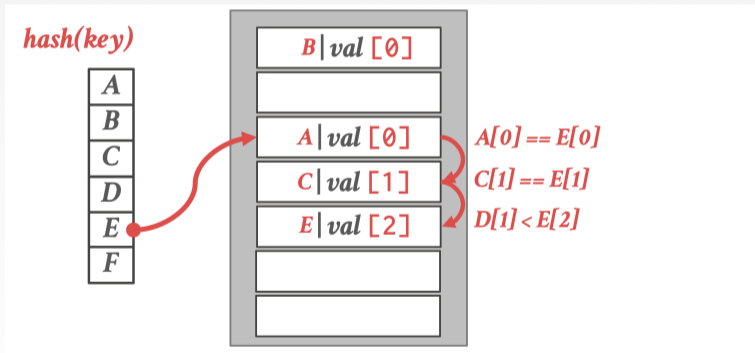 hash(key)
A
B
C
D
E
F
B|val [0]
A|val [0]
C|val [1]
E|val [2]
A[0] == E[0]
C[1] == E[1]
D[1] < E[2]